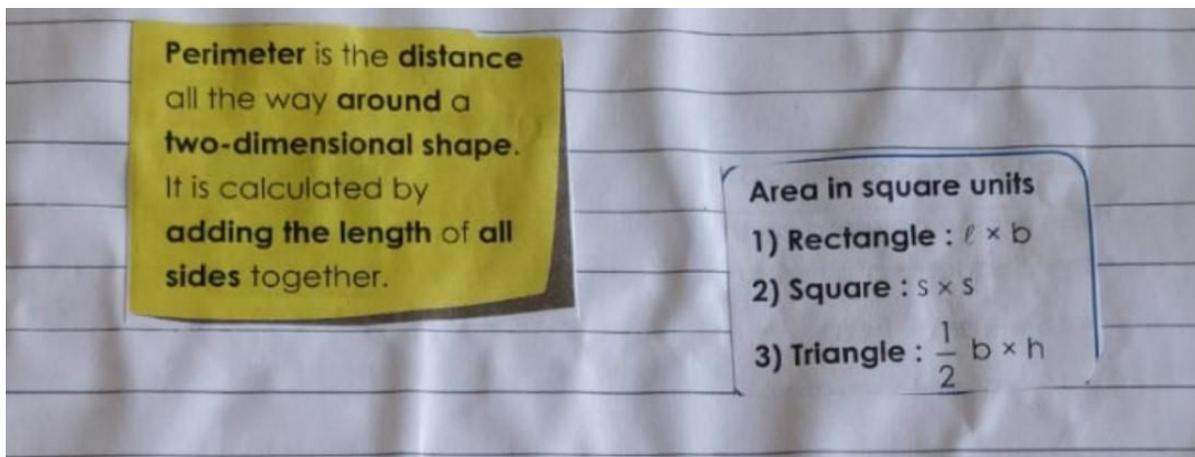 Perimeter is the distance
all the way around a
two-dimensional shape.
It is calculated by
adding the length of all
sides together.
Area in square units
1) Rectangle : ℓ × b
2) Square : s × s
3) Triangle : 1/2 b × h